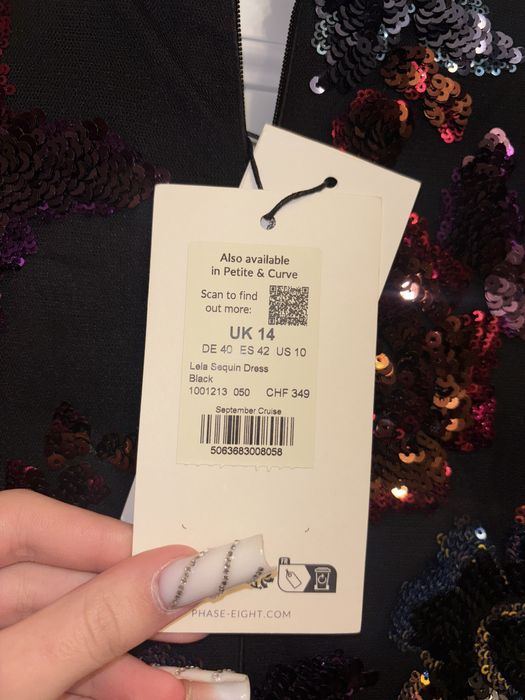 Also available
in Petite & Curve
Scan to find
out more:
UK 14
DE 40 ES 42 US 10
Lela Sequin Dress
Black
1001213 050 CHF 349
September Cruise
5063683008058
FR
PHASE-EIGHT.COM